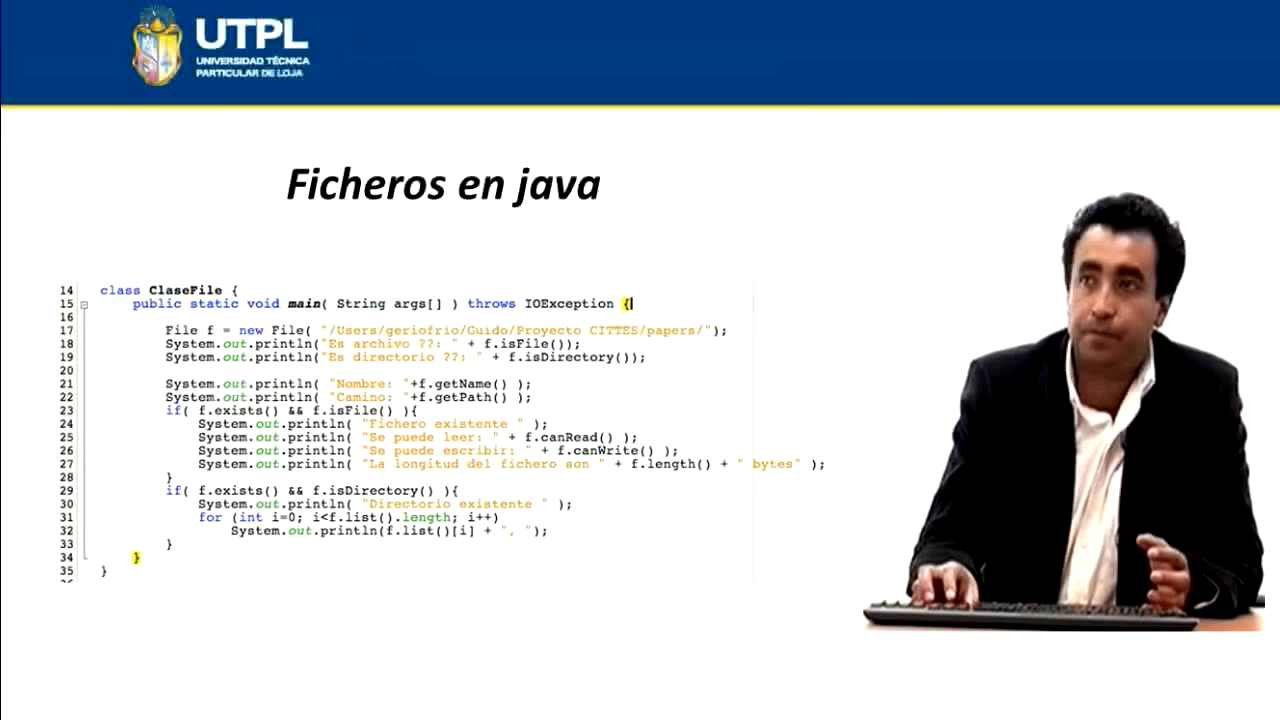 UTPL
UNIVERSIDAD TÉCNICA
PARTICULAR DE LOJA
Ficheros en java
14 class ClaseFile {
15 public static void main( String args[] ) throws IOException {
16
17 File f = new File( "/Users/geriofrio/Guido/Proyecto CITTES/papers/");
18 System.out.println("Es archivo ??: " + f.isFile());
19 System.out.println("Es directorio ??: " + f.isDirectory());
20
21 System.out.println( "Nombre: "+f.getName() );
22 System.out.println( "Camino: "+f.getPath() );
23 if( f.exists() && f.isFile() ){
24 System.out.println( "Fichero existente " );
25 System.out.println( "Se puede leer: " + f.canRead() );
26 System.out.println( "Se puede escribir: " + f.canWrite() );
27 System.out.println( "La longitud del fichero son " + f.length() + " bytes" );
28 }
29 if( f.exists() && f.isDirectory() ){
30 System.out.println( "Directorio existente " );
31 for (int i=0; i<f.list().length; i++)
32 System.out.println(f.list()[i] + ", ");
33 }
34 }
35 }